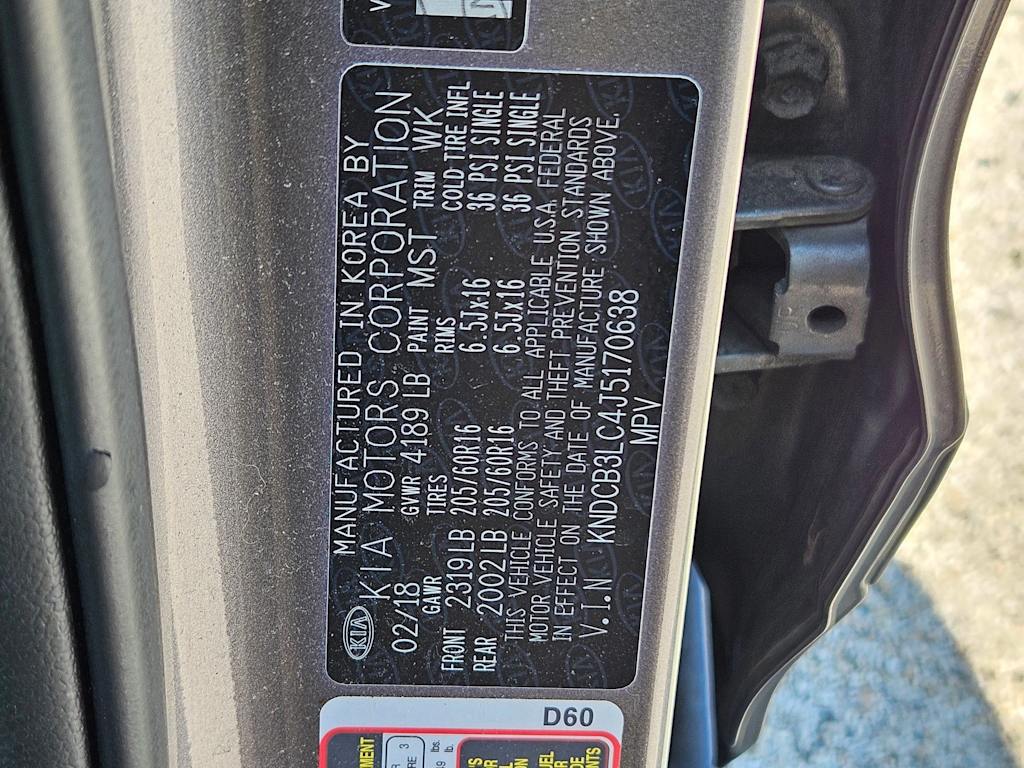 KIA
MANUFACTURED IN KOREA BY
KIA MOTORS CORPORATION
02/18 GVWR 4189 LB PAINT MST TRIM WK
GAWR TIRES RIMS COLD TIRE INFL
FRONT 2319LB 205/60R16 6.5Jx16 36 PSI SINGLE
REAR 2002LB 205/60R16 6.5Jx16 36 PSI SINGLE
THIS VEHICLE CONFORMS TO ALL APPLICABLE U.S.A. FEDERAL
MOTOR VEHICLE SAFETY AND THEFT PREVENTION STANDARDS
IN EFFECT ON THE DATE OF MANUFACTURE SHOWN ABOVE.
V.I.N KNDCB3LC4J5170638
MPV
D60